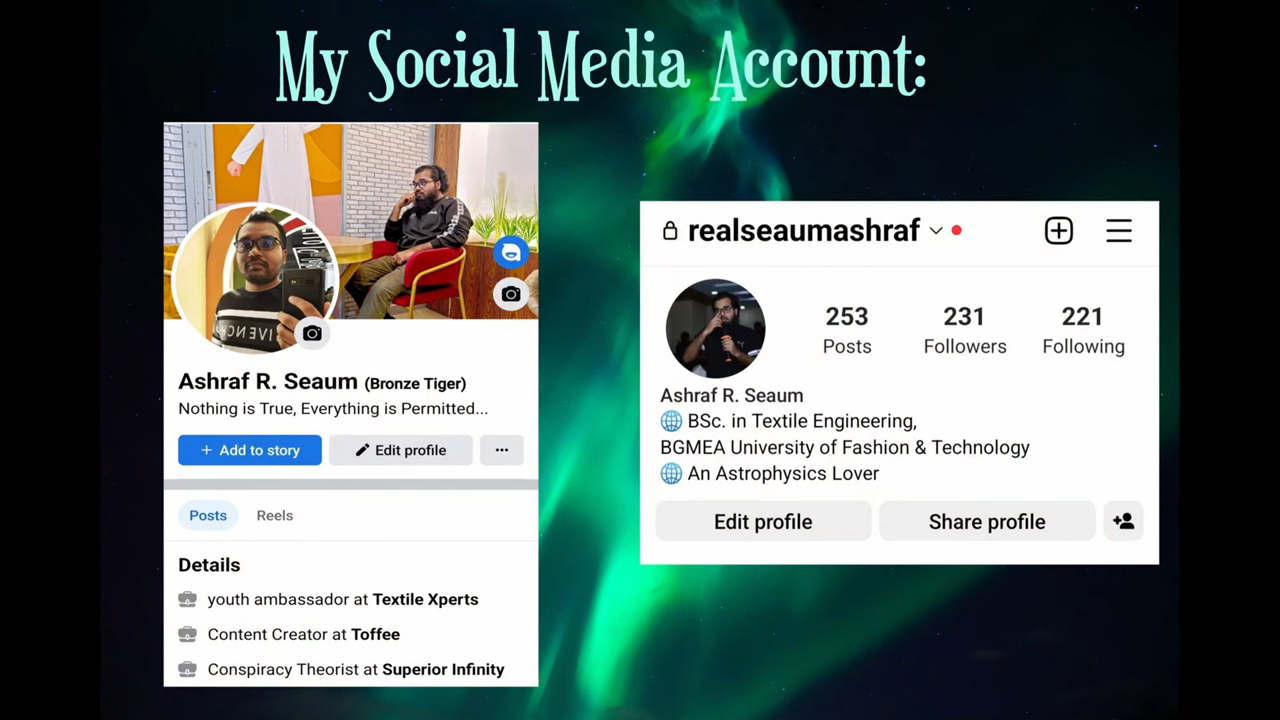 My Social Media Account:
Ashraf R. Seaum (Bronze Tiger)
Nothing is True, Everything is Permitted...
+ Add to story
Edit profile
Posts
Reels
Details
youth ambassador at Textile Xperts
Content Creator at Toffee
Conspiracy Theorist at Superior Infinity
realseaumashraf
253
231
221
Posts
Followers
Following
Ashraf R. Seaum
BSc. in Textile Engineering,
BGMEA University of Fashion & Technology
An Astrophysics Lover
Edit profile
Share profile